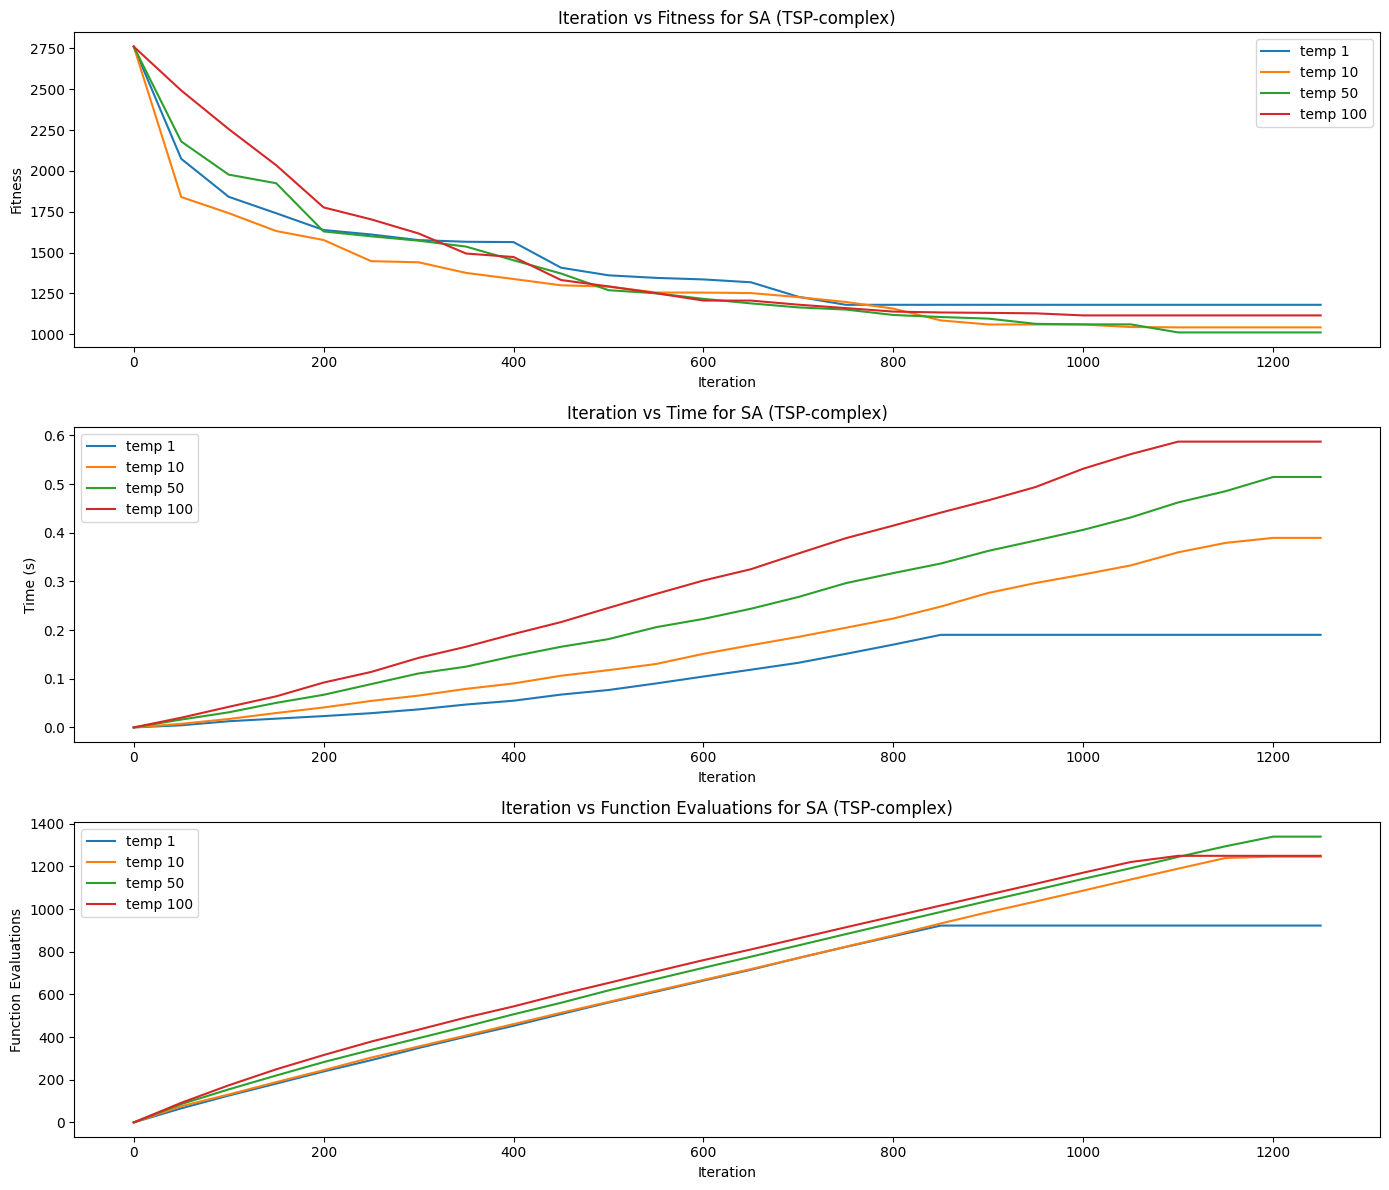 Iteration vs Fitness for SA (TSP-complex)
2750
2500
2250
2000
1750
1500
1250
1000
Fitness
temp 1
temp 10
temp 50
temp 100
0 200 400 600 800 1000 1200
Iteration
Iteration vs Time for SA (TSP-complex)
0.6
0.5
0.4
0.3
0.2
0.1
0.0
Time (s)
temp 1
temp 10
temp 50
temp 100
0 200 400 600 800 1000 1200
Iteration
Iteration vs Function Evaluations for SA (TSP-complex)
1400
1200
1000
800
600
400
200
0
Function Evaluations
temp 1
temp 10
temp 50
temp 100
0 200 400 600 800 1000 1200
Iteration